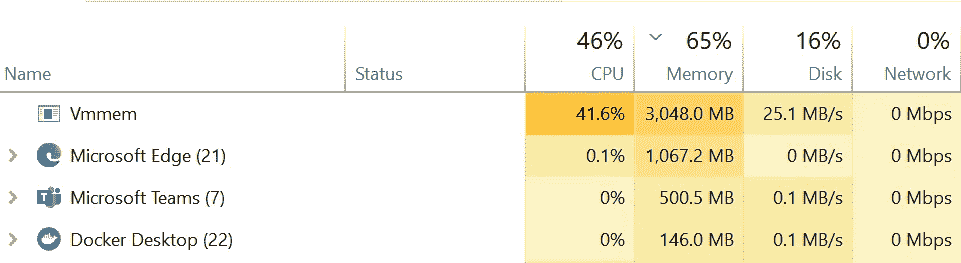 46% 65% 16% 0%
Name Status CPU Memory Disk Network
Vmmem 41.6% 3,048.0 MB 25.1 MB/s 0 Mbps
Microsoft Edge (21) 0.1% 1,067.2 MB 0 MB/s 0 Mbps
Microsoft Teams (7) 0% 500.5 MB 0.1 MB/s 0 Mbps
Docker Desktop (22) 0% 146.0 MB 0.1 MB/s 0 Mbps